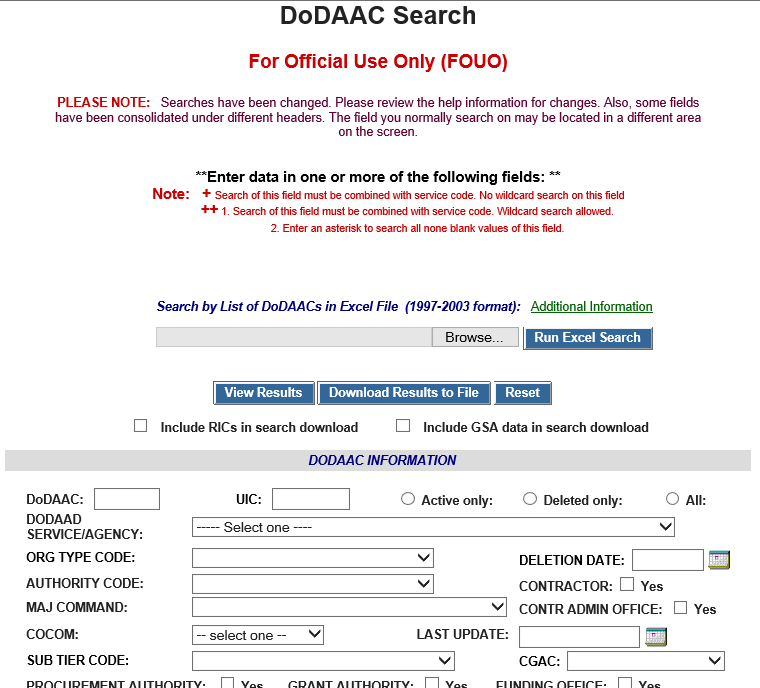 DoDAAC Search
For Official Use Only (FOUO)
PLEASE NOTE: Searches have been changed. Please review the help information for changes. Also, some fields
have been consolidated under different headers. The field you normally search on may be located in a different area
on the screen.
**Enter data in one or more of the following fields: **
Note: + Search of this field must be combined with service code. No wildcard search on this field
++ 1. Search of this field must be combined with service code. Wildcard search allowed.
2. Enter an asterisk to search all none blank values of this field.
Search by List of DoDAACs in Excel File (1997-2003 format): Additional Information
Browse... Run Excel Search
View Results Download Results to File Reset
Include RICs in search download Include GSA data in search download
DODAAC INFORMATION
DoDAAC: UIC: Active only: Deleted only: All:
DODAAD
SERVICE/AGENCY: ----- Select one ----
ORG TYPE CODE: DELETION DATE:
AUTHORITY CODE: CONTRACTOR: Yes
MAJ COMMAND: CONTR ADMIN OFFICE: Yes
COCOM: -- select one -- LAST UPDATE:
SUB TIER CODE: CGAC:
PROCUREMENT AUTHORITY: Yes GRANT AUTHORITY: Yes FUNDING OFFICE: Yes